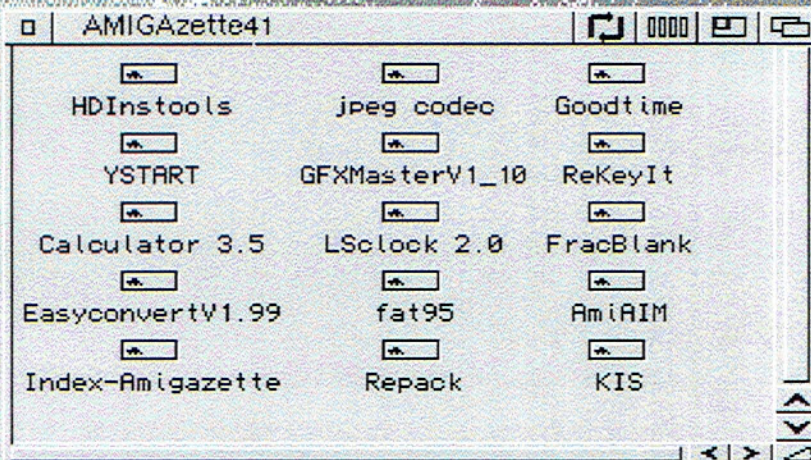 AMIGAzette41
HDInstools jpeg codec Goodtime
YSTART GFXMasterV1_10 ReKeyIt
Calculator 3.5 LSclock 2.0 FracBlank
EasyconvertV1.99 fat95 AmiAIM
Index-Amigazette Repack KIS